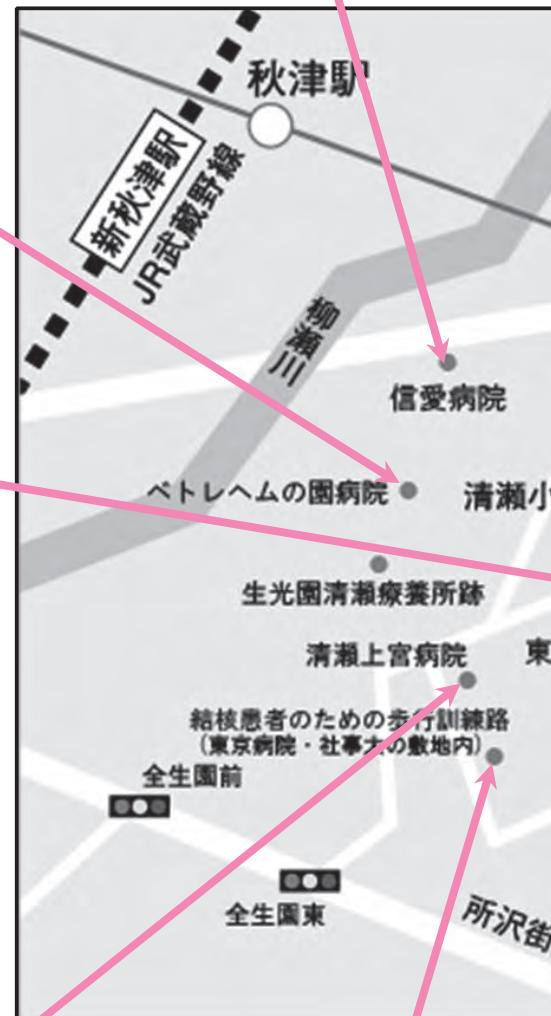 秋津駅
新秋津駅
JR武蔵野線
柳瀬川
信愛病院
ベトレヘムの園病院
清瀬小
生光園清瀬療養所跡
清瀬上宮病院
東
結核患者のための歩行訓練路
（東京病院・社事大の敷地内）
全生園前
全生園東
所沢街